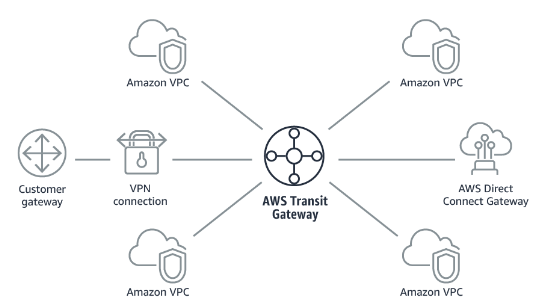 Amazon VPC
Amazon VPC
Customer
gateway
VPN
connection
AWS Transit
Gateway
AWS Direct
Connect Gateway
Amazon VPC
Amazon VPC